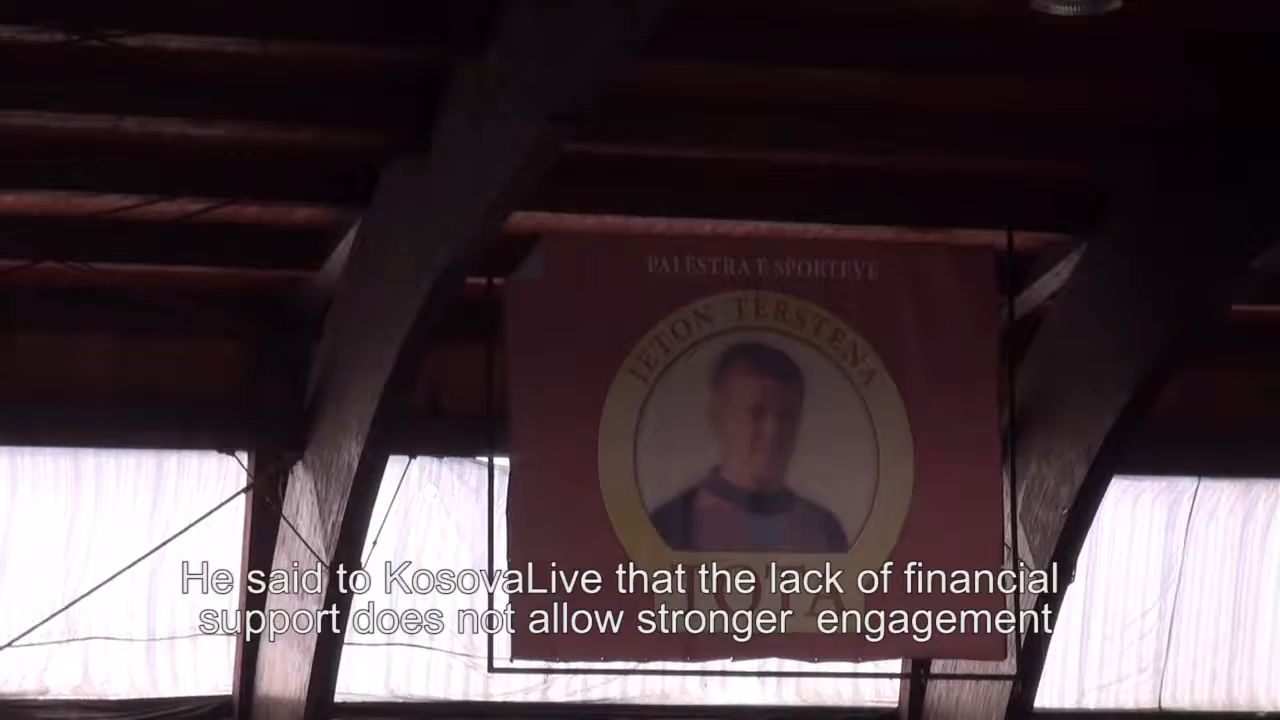 PALESTRA E SPORTEVE
JETON TERSTENA
TOTA
He said to KosovaLive that the lack of financial
support does not allow stronger engagement